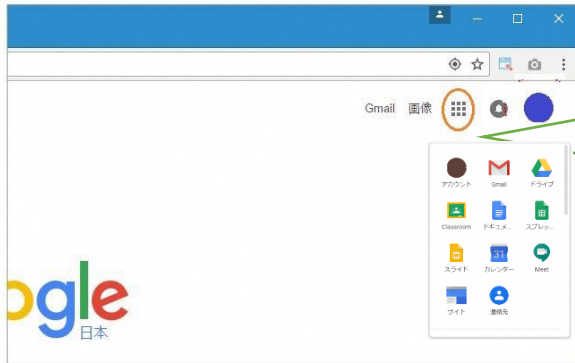 Gmail 画像
アカウント Gmail ドライブ
Classroom ドキュメ... スプレッ...
スライド 31 カレンダー Meet
サイト 連絡先
ogle
日本